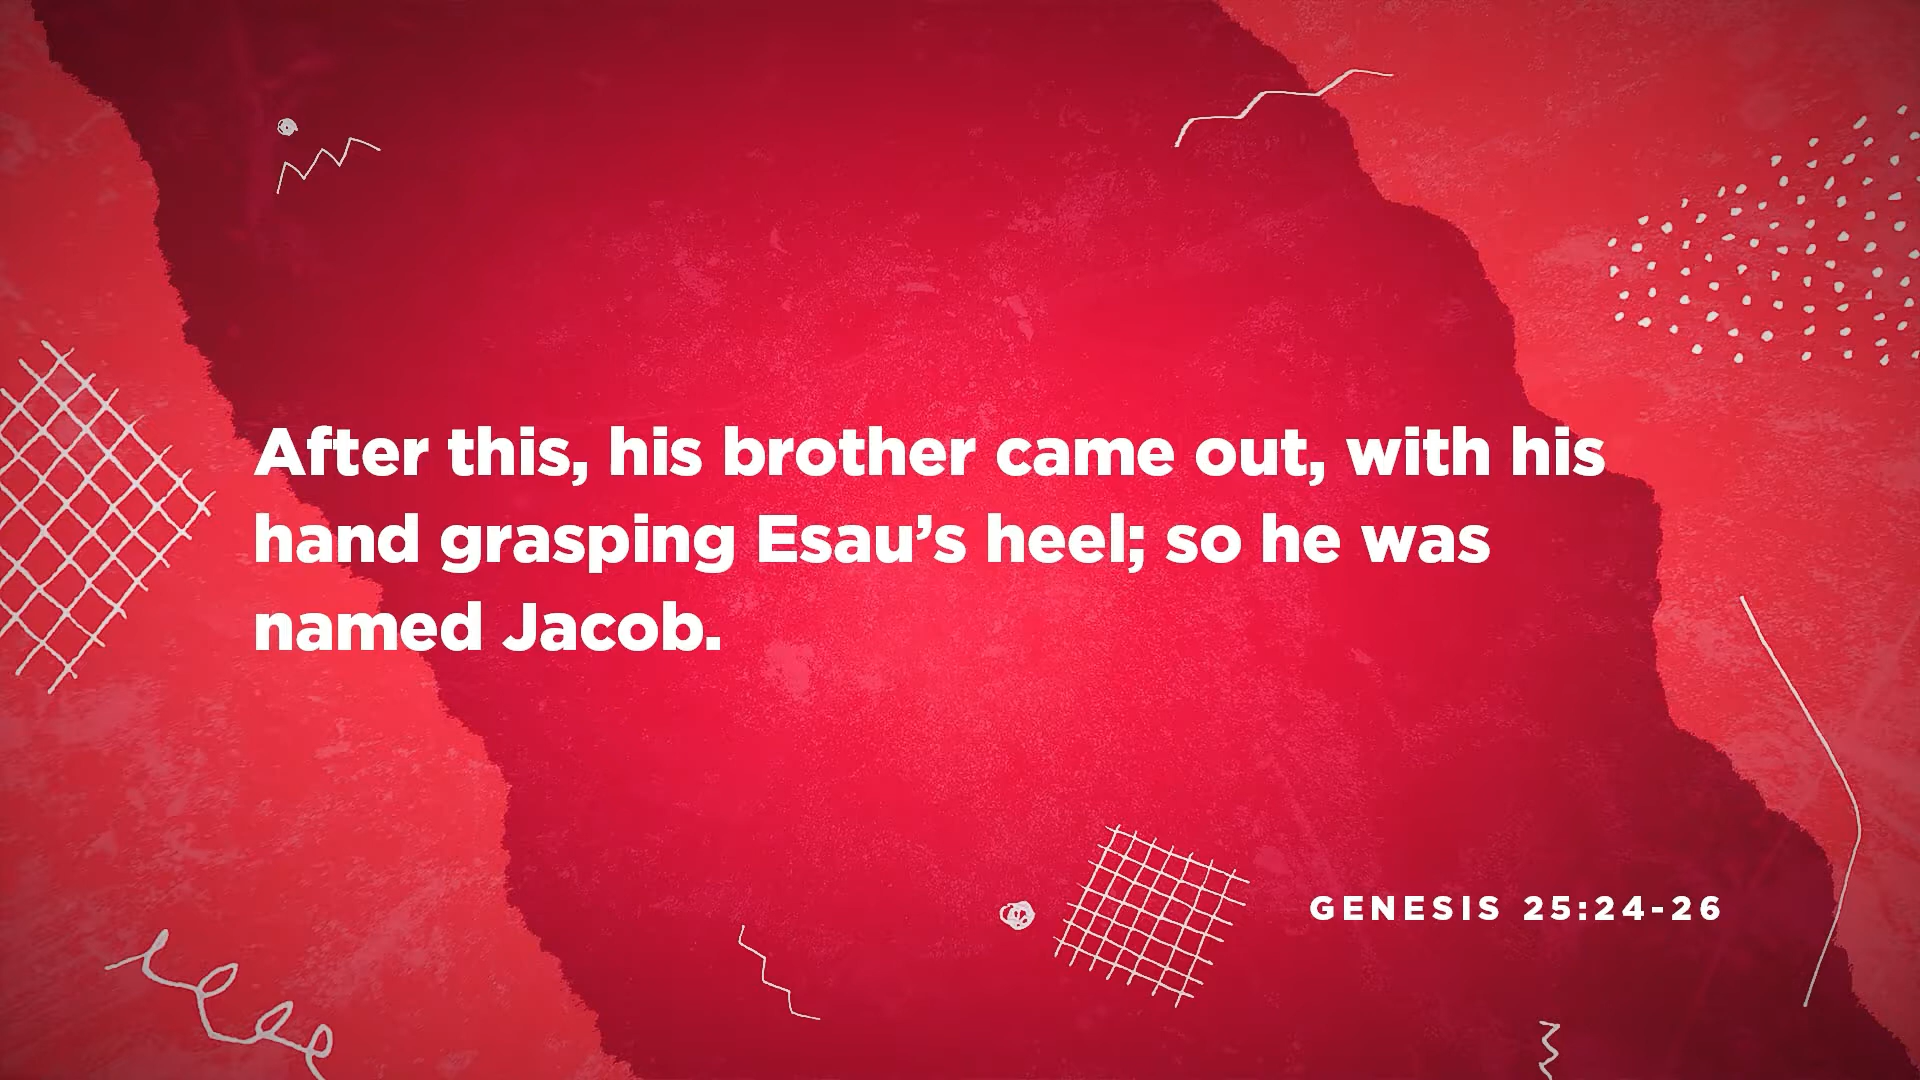 After this, his brother came out, with his
hand grasping Esau’s heel; so he was
named Jacob.
GENESIS 25:24-26